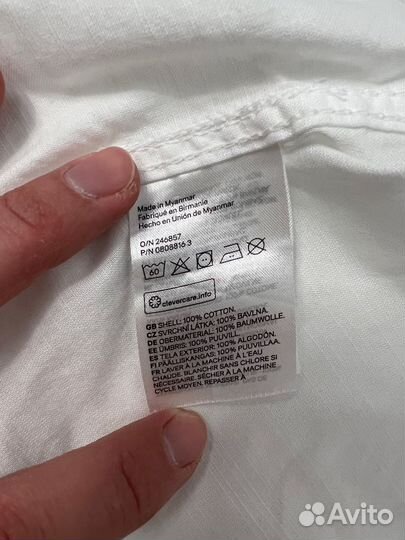 Made in Myanmar
Fabriqué en Birmanie
Hecho en Unión de Myanmar
O/N 246857
P/N 0808816.3
60
clevercare.info
GB SHELL: 100% COTTON.
CZ SVRCHNÍ LÁTKA: 100% BAVLNA.
DE OBERMATERIAL: 100% BAUMWOLLE.
EE ÜMBRIS: 100% PUUVILL.
ES TELA EXTERIOR: 100% ALGODÓN.
FI PÄÄLLISKANGAS: 100% PUUVILLAA.
FR LAVER À LA MACHINE À L'EAU
CHAUDE. BLANCHIR SANS CHLORE SI
NÉCESSAIRE. SÉCHER À LA MACHINE
CYCLE MOYEN. REPASSER À CHAUD
Avito